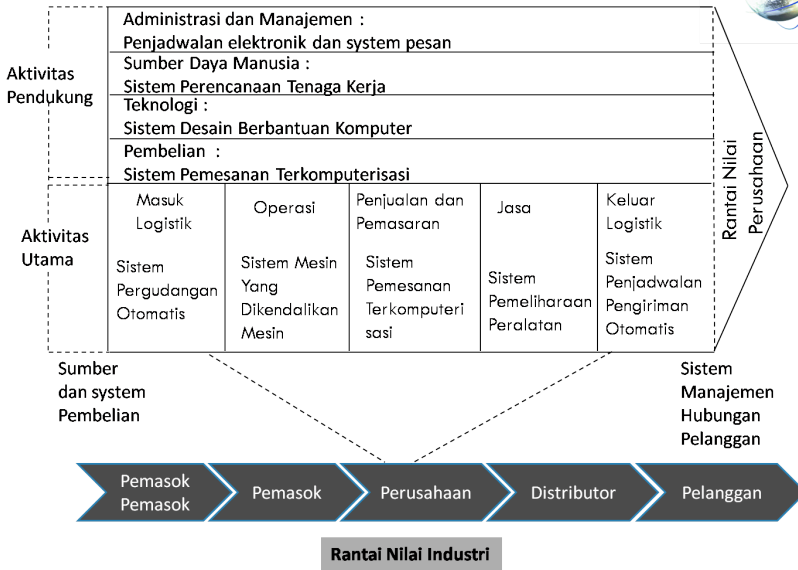 Administrasi dan Manajemen :
Penjadwalan elektronik dan system pesan
Sumber Daya Manusia :
Sistem Perencanaan Tenaga Kerja
Teknologi :
Sistem Desain Berbantuan Komputer
Pembelian :
Sistem Pemesanan Terkomputerisasi
Aktivitas
Pendukung
Aktivitas
Utama
Masuk
Logistik
Sistem
Pergudangan
Otomatis
Operasi
Sistem Mesin
Yang
Dikendalikan
Mesin
Penjualan dan
Pemasaran
Sistem
Pemesanan
Terkomputeri
sasi
Jasa
Sistem
Pemeliharaan
Peralatan
Keluar
Logistik
Sistem
Penjadwalan
Pengiriman
Otomatis
Rantai Nilai
Perusahaan
Sumber
dan system
Pembelian
Sistem
Manajemen
Hubungan
Pelanggan
Pemasok
Pemasok
Pemasok
Perusahaan
Distributor
Pelanggan
Rantai Nilai Industri